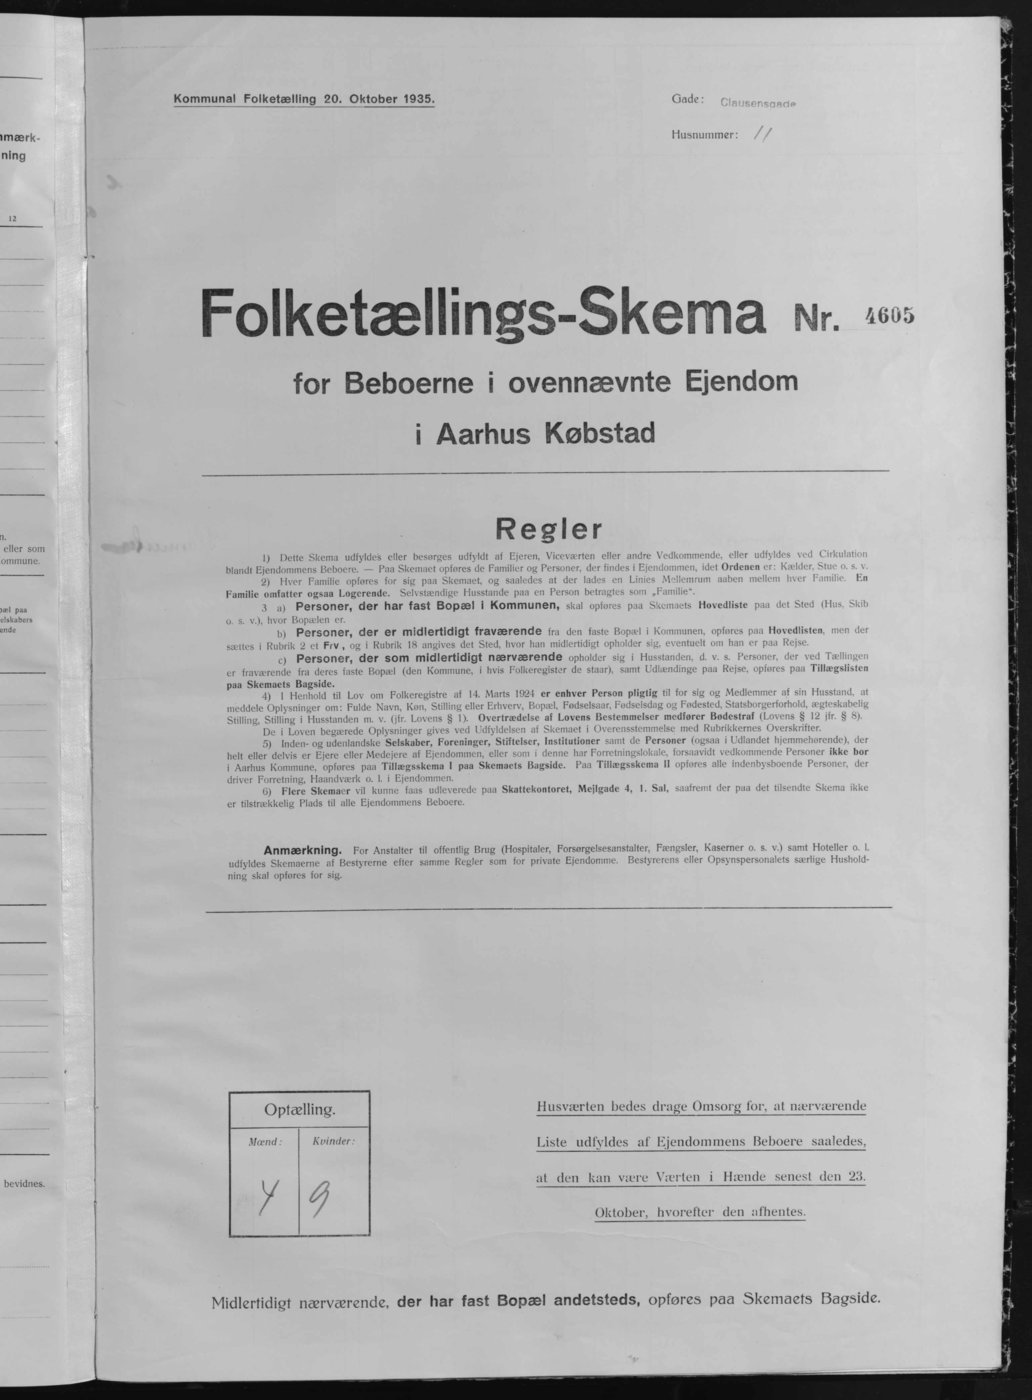 Kommunal Folketælling 20. Oktober 1935.
Gade: Clausensgade
Husnummer: 11
Folketællings-Skema Nr. 4605
for Beboerne i ovennævnte Ejendom
i Aarhus Købstad
Regler
1) Dette Skema udfyldes eller besørges udfyldt af Ejeren, Viceværten eller andre Vedkommende, eller udfyldes ved Cirkulation
blandt Ejendommens Beboere. — Paa Skemaet opføres de Familier og Personer, der findes i Ejendommen, idet Ordenen er: Kælder, Stue o. s. v.
2) Hver Familie opføres for sig paa Skemaet, og saaledes at der lades en Linies Mellemrum aaben mellem hver Familie. En
Familie omfatter ogsaa Logerende. Selvstændige Husstande paa en Person betragtes som „Familie“.
3 a) Personer, der har fast Bopæl i Kommunen, skal opføres paa Skemaets Hovedliste paa det Sted (Hus, Skib
o. s. v.), hvor Bopælen er.
b) Personer, der er midlertidigt fraværende fra den faste Bopæl i Kommunen, opføres paa Hovedlisten, men der
sættes i Rubrik 2 et Frv, og i Rubrik 18 angives det Sted, hvor han midlertidigt opholder sig, eventuelt om han er paa Rejse.
c) Personer, der som midlertidigt nærværende opholder sig i Husstanden, d. v. s. Personer, der ved Tællingen
er fraværende fra deres faste Bopæl (den Kommune, i hvis Folkeregister de staar), samt Udlændinge paa Rejse, opføres paa Tillægslisten
paa Skemaets Bagside.
4) I Henhold til Lov om Folkeregistre af 14. Marts 1924 er enhver Person pligtig til for sig og Medlemmer af sin Husstand, at
meddele Oplysninger om: Fulde Navn, Køn, Stilling eller Erhverv, Bopæl, Fødselsaar, Fødselsdag og Fødested, Statsborgerforhold, ægteskabelig
Stilling, Stilling i Husstanden m. v. (jfr. Lovens § 1). Overtrædelse af Lovens Bestemmelser medfører Bødestraf (Lovens § 12 jfr. § 8).
De i Loven begærede Oplysninger gives ved Udfyldelsen af Skemaet i Overensstemmelse med Rubrikkernes Overskrifter.
5) Inden- og udenlandske Selskaber, Foreninger, Stiftelser, Institutioner samt de Personer (ogsaa i Udlandet hjemmehørende), der
helt eller delvis er Ejere eller Medejere af Ejendommen, eller som i denne har Forretningslokale, forsaavidt vedkommende Personer ikke bor
i Aarhus Kommune, opføres paa Tillægsskema I paa Skemaets Bagside. Paa Tillægsskema II opføres alle indenbysboende Personer, der
driver Forretning, Haandværk o. l. i Ejendommen.
6) Flere Skemaer vil kunne faas udleverede paa Skattekontoret, Mejlgade 4, 1. Sal, saafremt der paa det tilsendte Skema ikke
er tilstrækkelig Plads til alle Ejendommens Beboere.
Anmærkning. For Anstalter til offentlig Brug (Hospitaler, Forsørgelsesanstalter, Fængsler, Kaserner o. s. v.) samt Hoteller o. l.
udfyldes Skemaerne af Bestyrerne efter samme Regler som for private Ejendomme. Bestyrerens eller Opsynspersonalets særlige Hushold-
ning skal opføres for sig.
Optælling.
Mænd: Kvinder:
4 9
Husværten bedes drage Omsorg for, at nærværende
Liste udfyldes af Ejendommens Beboere saaledes,
at den kan være Værten i Hænde senest den 23.
Oktober, hvorefter den afhentes.
Midlertidigt nærværende, der har fast Bopæl andetsteds, opføres paa Skemaets Bagside.
ning
12
eller som
bevidnes.